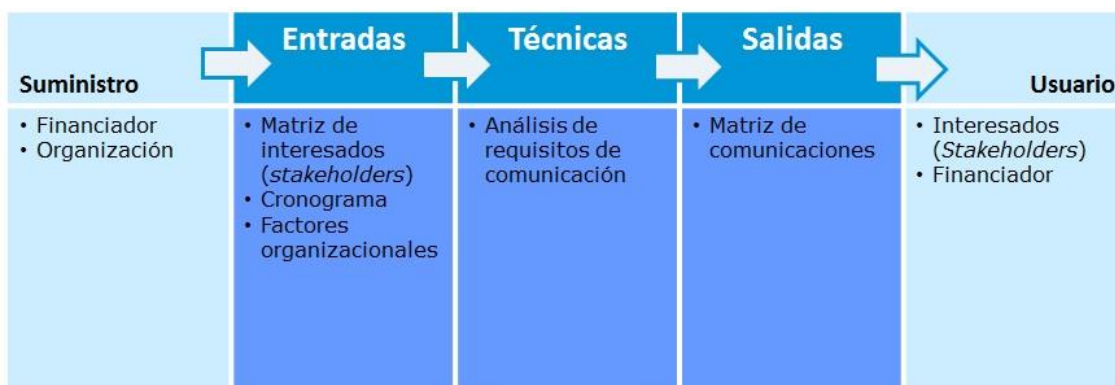 Suministro
Entradas
Técnicas
Salidas
Usuario
• Financiador
• Organización
• Matriz de
interesados
(stakeholders)
• Cronograma
• Factores
organizacionales
• Análisis de
requisitos de
comunicación
• Matriz de
comunicaciones
• Interesados
(Stakeholders)
• Financiador